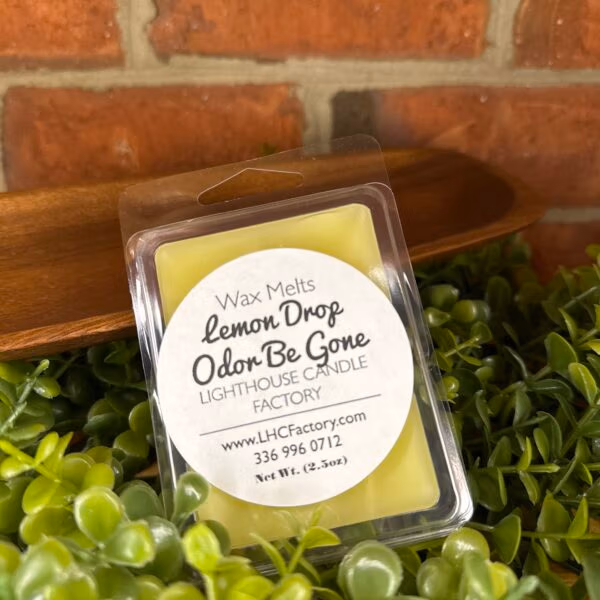 Wax Melts
Lemon Drop
Odor Be Gone
LIGHTHOUSE CANDLE
FACTORY
www.LHCFactory.com
336 996 0712
Net Wt. (2.5oz)